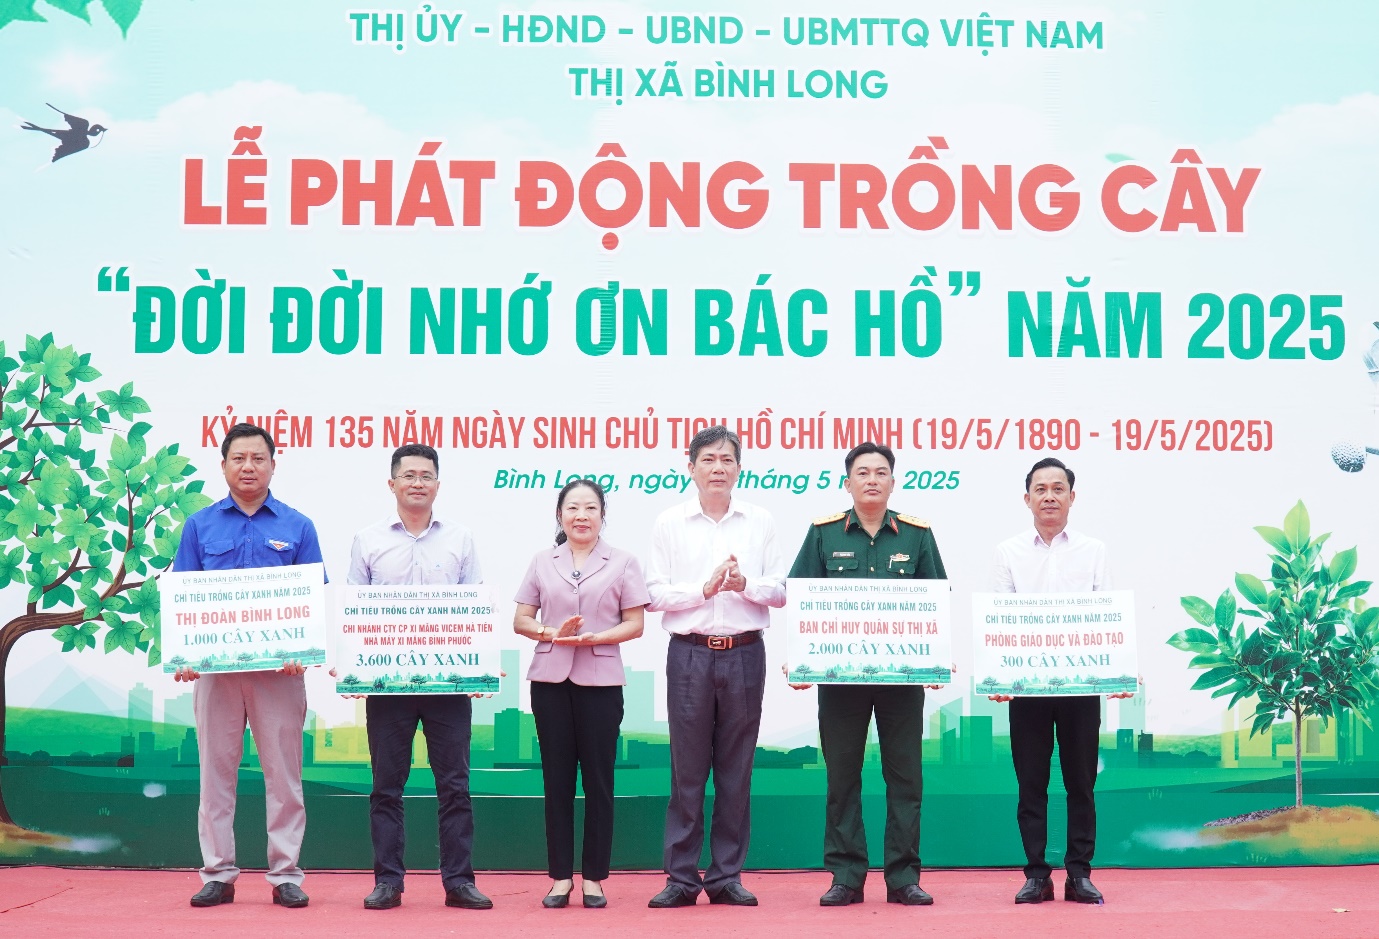 THỊ ỦY - HĐND - UBND - UBMTTQ VIỆT NAM
THỊ XÃ BÌNH LONG
LỄ PHÁT ĐỘNG TRỒNG CÂY
“ĐỜI ĐỜI NHỚ ƠN BÁC HỒ” NĂM 2025
KỶ NIỆM 135 NĂM NGÀY SINH CHỦ TỊCH HỒ CHÍ MINH (19/5/1890 - 19/5/2025)
Bình Long, ngày tháng 5 2025
ỦY BAN NHÂN DÂN THỊ XÃ BÌNH LONG
CHỈ TIÊU TRỒNG CÂY XANH NĂM 2025
THỊ ĐOÀN BÌNH LONG
1.000 CÂY XANH
ỦY BAN NHÂN DÂN THỊ XÃ BÌNH LONG
CHỈ TIÊU TRỒNG CÂY XANH NĂM 2025
CHI NHÁNH CTY CP XI MĂNG VICEM HÀ TIÊN
NHÀ MÁY XI MĂNG BÌNH PHƯỚC
3.600 CÂY XANH
ỦY BAN NHÂN DÂN THỊ XÃ BÌNH LONG
CHỈ TIÊU TRỒNG CÂY XANH NĂM 2025
BAN CHỈ HUY QUÂN SỰ THỊ XÃ
2.000 CÂY XANH
ỦY BAN NHÂN DÂN THỊ XÃ BÌNH LONG
CHỈ TIÊU TRỒNG CÂY XANH NĂM 2025
PHÒNG GIÁO DỤC VÀ ĐÀO TẠO
300 CÂY XANH